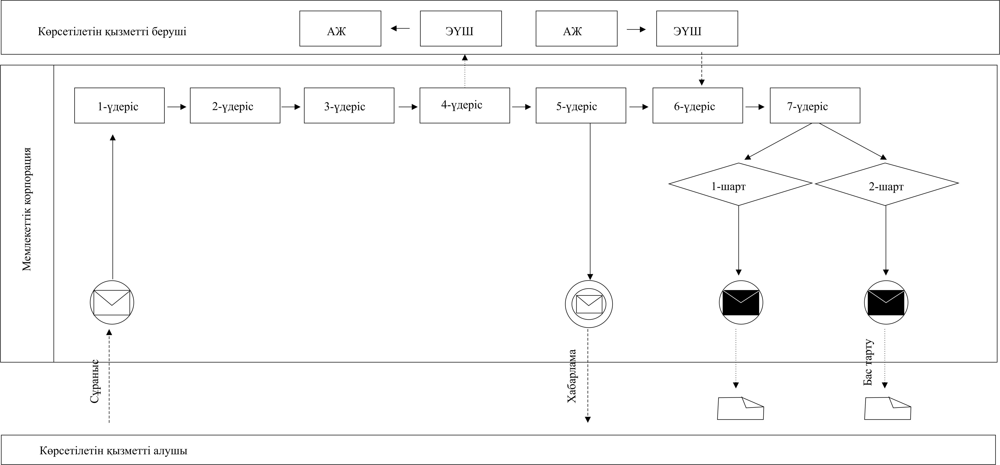 Көрсетілетін қызметті беруші
АЖ
ЭҮШ
АЖ
ЭҮШ
Мемлекеттік корпорация
1-үдеріс
2-үдеріс
3-үдеріс
4-үдеріс
5-үдеріс
6-үдеріс
7-үдеріс
1-шарт
2-шарт
Сұраныс
Хабарлама
Бас тарту
Көрсетілетін қызметті алушы